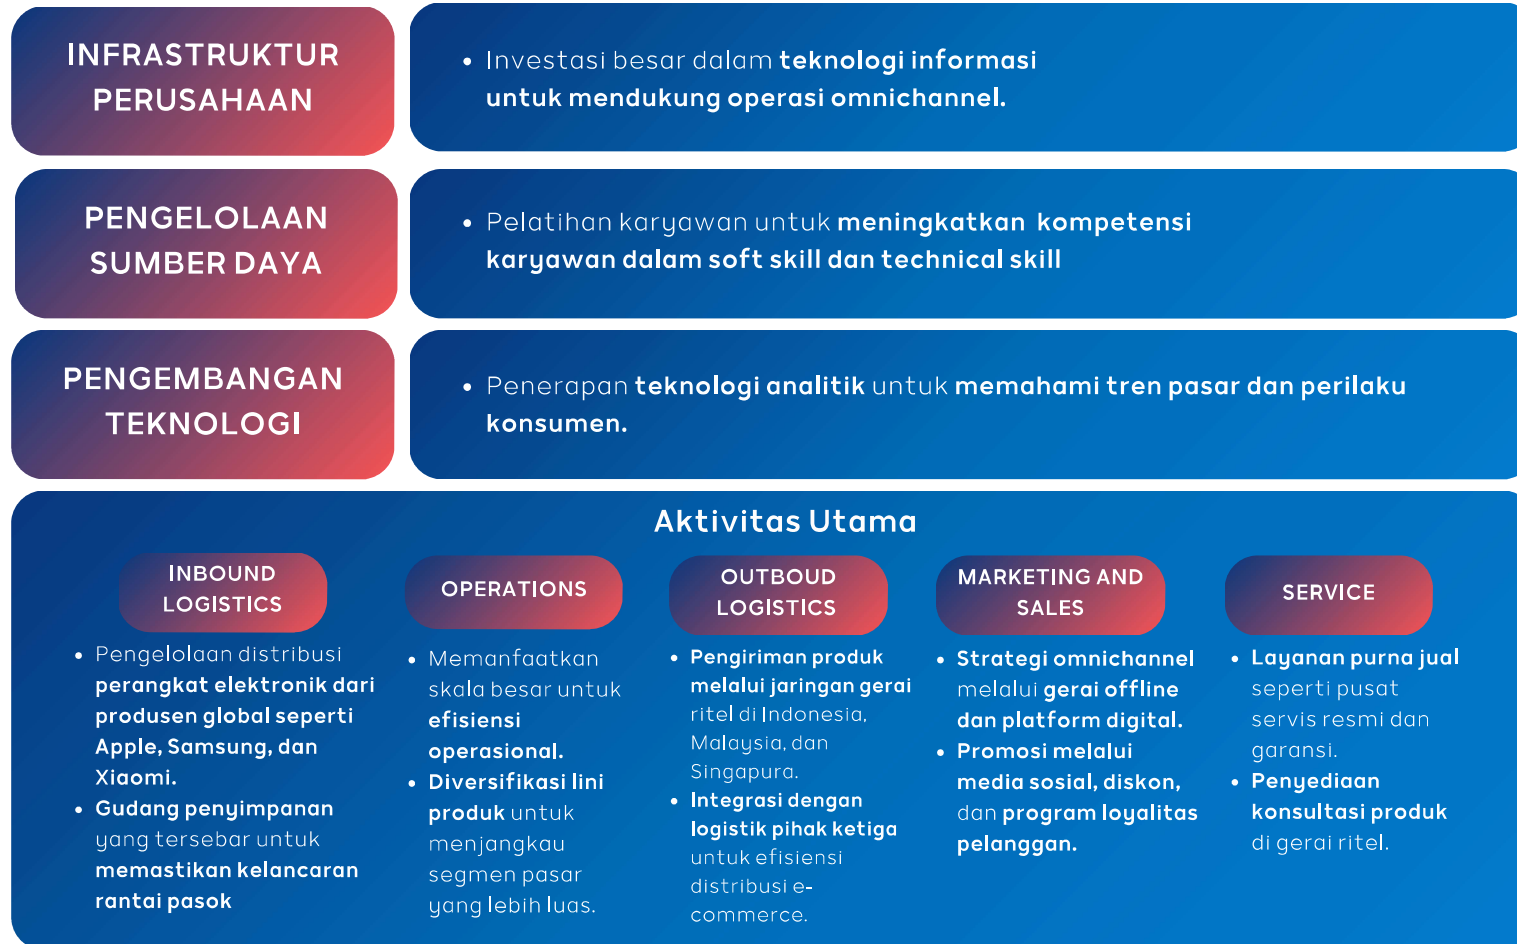 INFRASTRUKTUR
PERUSAHAAN
• Investasi besar dalam teknologi informasi
untuk mendukung operasi omnichannel.
PENGELOLAAN
SUMBER DAYA
• Pelatihan karyawan untuk meningkatkan kompetensi
karyawan dalam soft skill dan technical skill
PENGEMBANGAN
TEKNOLOGI
• Penerapan teknologi analitik untuk memahami tren pasar dan perilaku
konsumen.
Aktivitas Utama
INBOUND
LOGISTICS
• Pengelolaan distribusi
perangkat elektronik dari
produsen global seperti
Apple, Samsung, dan
Xiaomi.
• Gudang penyimpanan
yang tersebar untuk
memastikan kelancaran
rantai pasok
OPERATIONS
• Memanfaatkan
skala besar untuk
efisiensi
operasional.
• Diversifikasi lini
produk untuk
menjangkau
segmen pasar
yang lebih luas.
OUTBOUD
LOGISTICS
• Pengiriman produk
melalui jaringan gerai
ritel di Indonesia,
Malaysia, dan
Singapura.
• Integrasi dengan
logistik pihak ketiga
untuk efisiensi
distribusi e-
commerce.
MARKETING AND
SALES
• Strategi omnichannel
melalui gerai offline
dan platform digital.
• Promosi melalui
media sosial, diskon,
dan program loyalitas
pelanggan.
SERVICE
• Layanan purna jual
seperti pusat
servis resmi dan
garansi.
• Penyediaan
konsultasi produk
di gerai ritel.